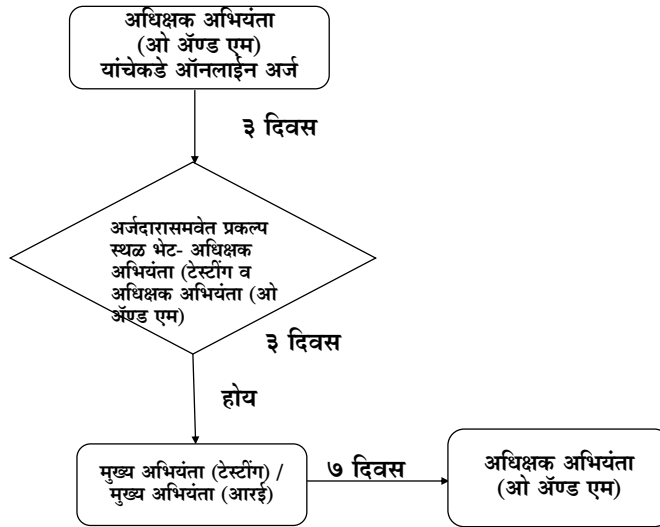 अधिक्षक अभियंता
(ओ ॲण्ड एम)
यांचेकडे ऑनलाईन अर्ज
३ दिवस
अर्जदारासमवेत प्रकल्प
स्थळ भेट- अधिक्षक
अभियंता (टेस्टींग व
अधिक्षक अभियंता (ओ
ॲण्ड एम)
३ दिवस
होय
मुख्य अभियंता (टेस्टींग) /
मुख्य अभियंता (आरई)
७ दिवस
अधिक्षक अभियंता
(ओ ॲण्ड एम)